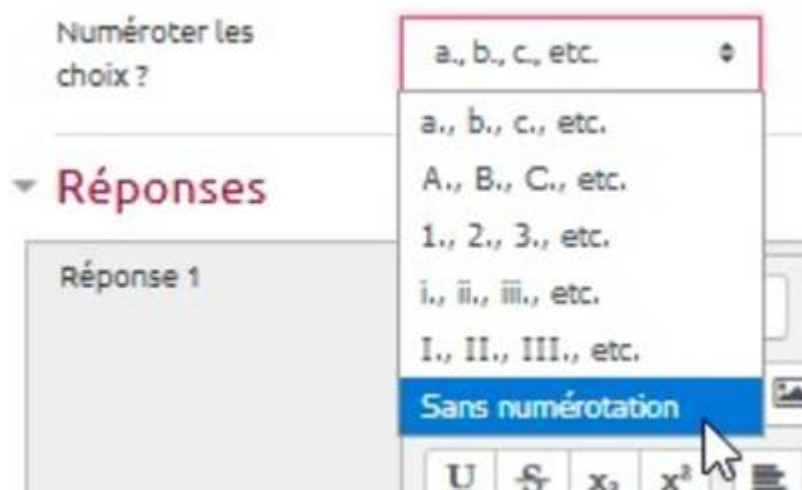 Numéroter les
choix ?
a., b., c., etc.
a., b., c., etc.
A., B., C., etc.
1., 2., 3., etc.
i., ii., iii., etc.
I., II., III., etc.
Sans numérotation
Réponses
Réponse 1
U S x₂ x²